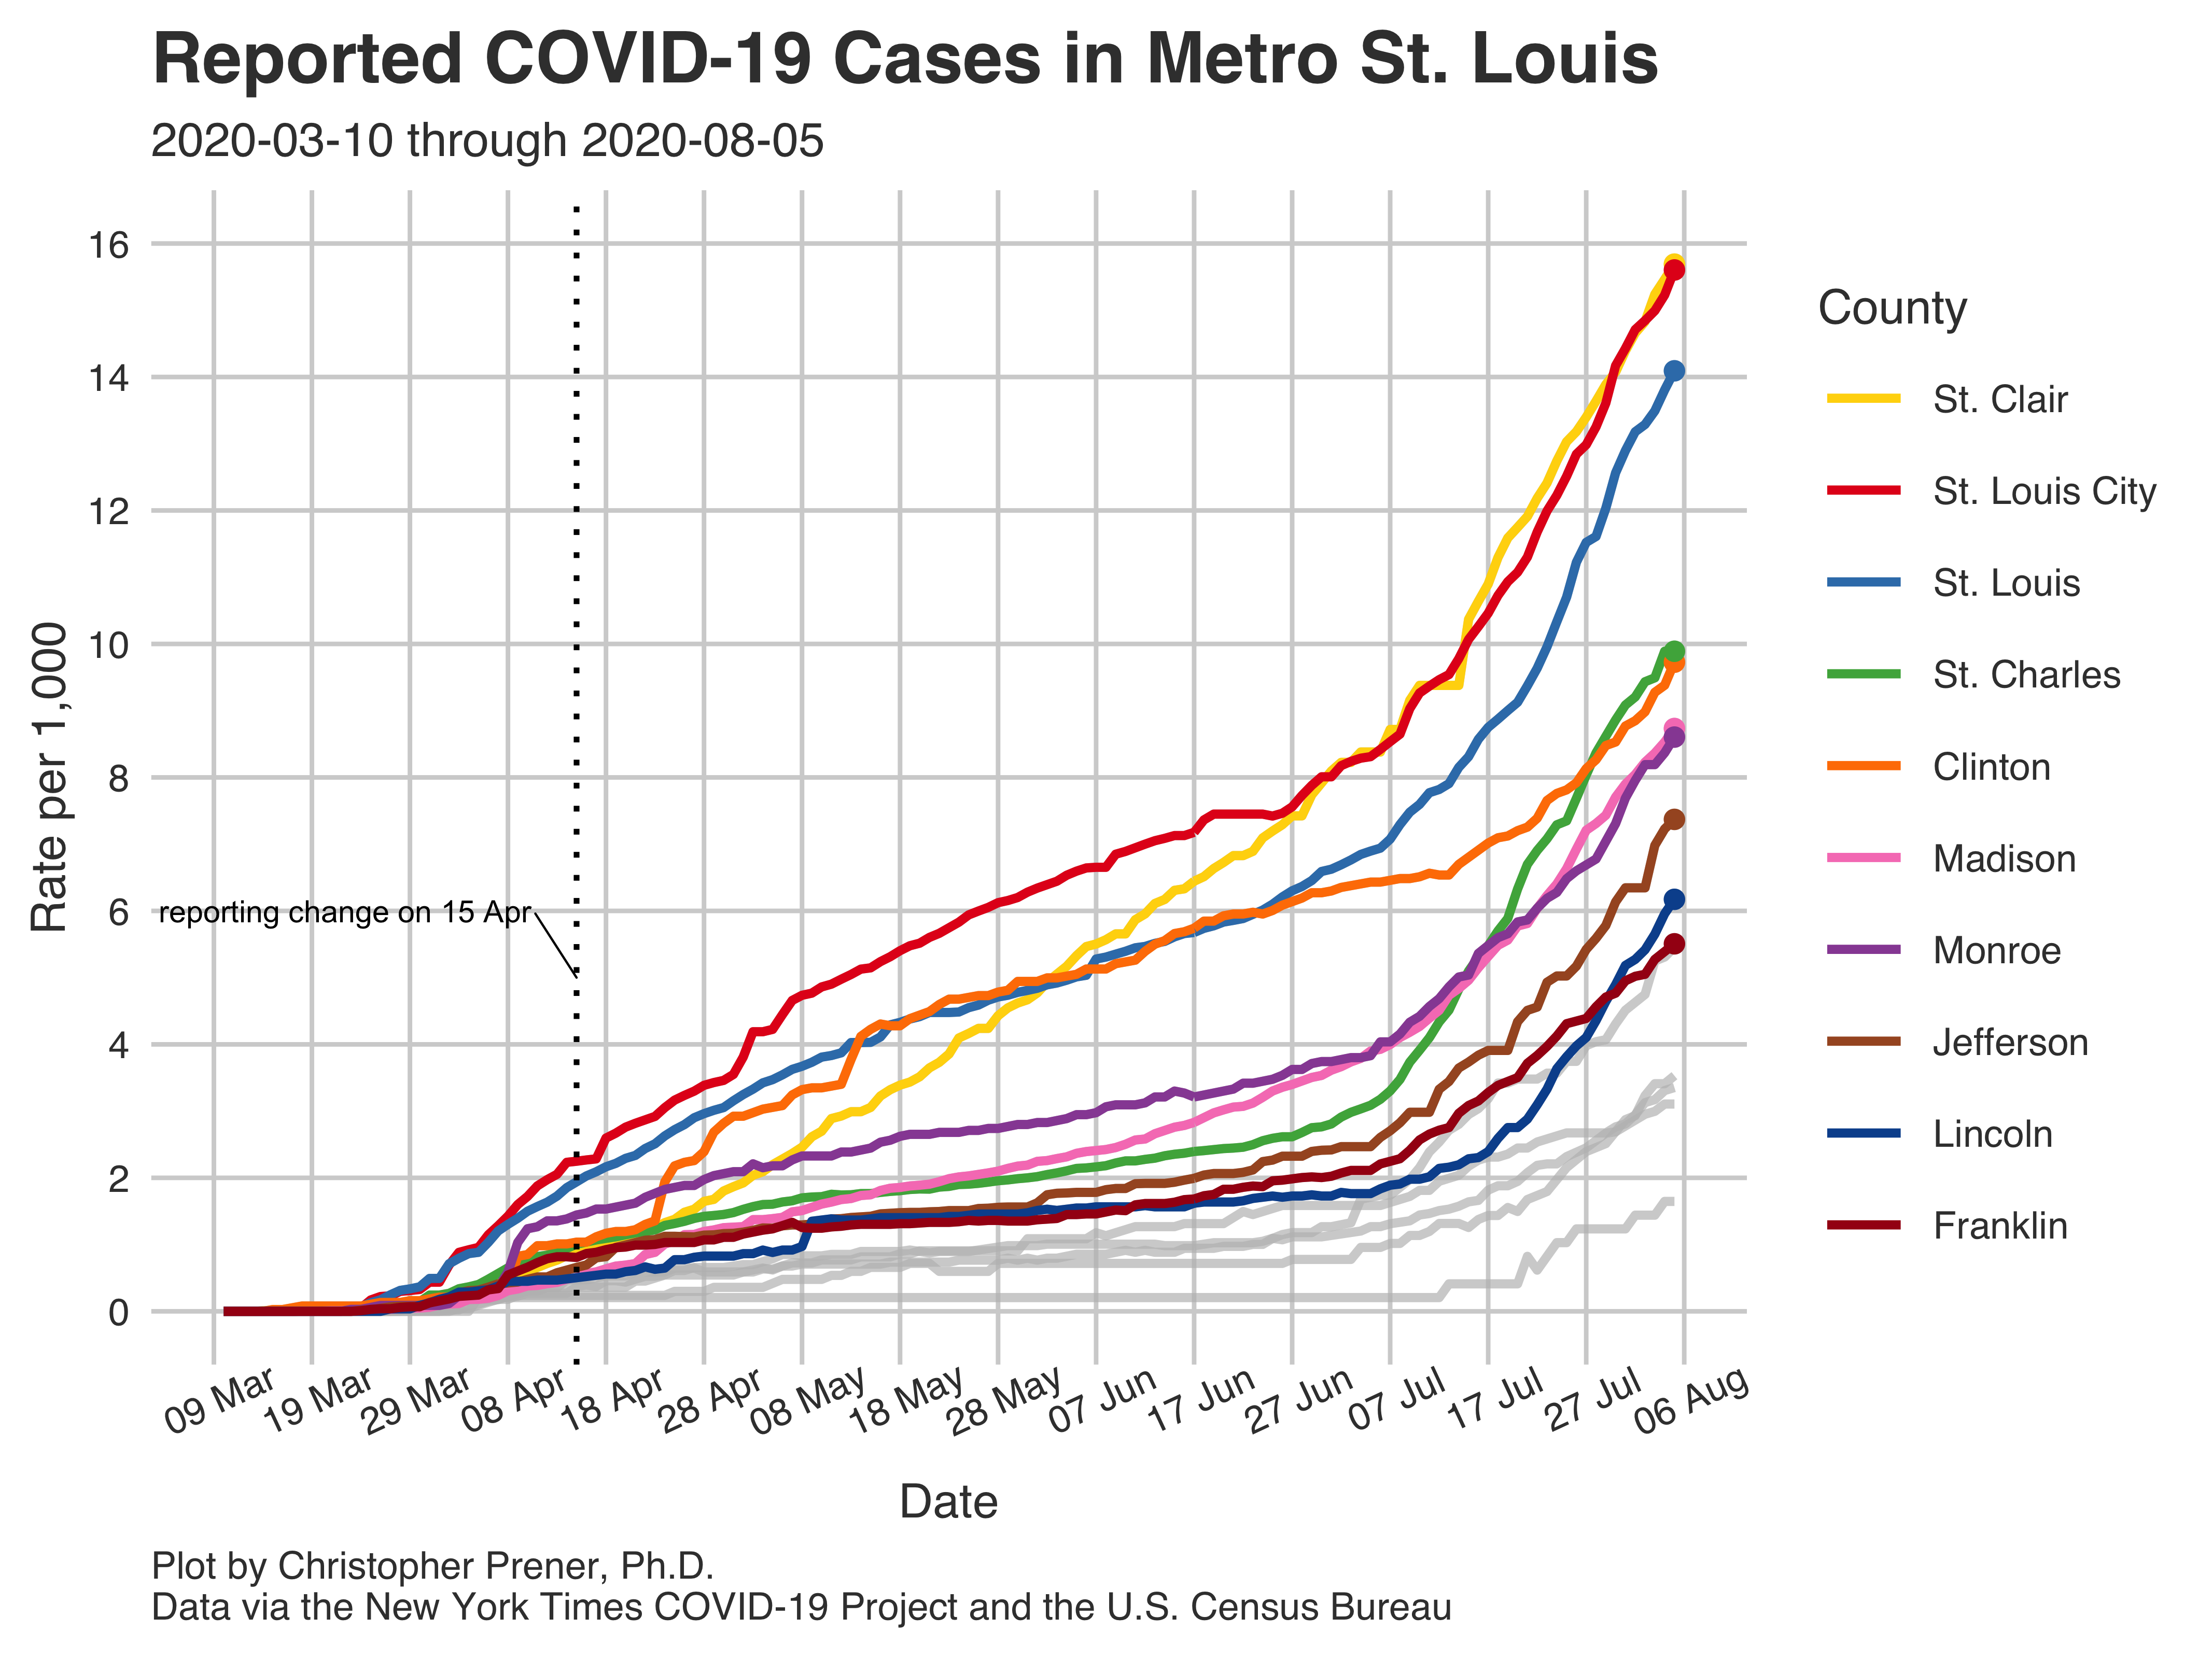 Reported COVID-19 Cases in Metro St. Louis
2020-03-10 through 2020-08-05
16
14
12
10
8
6
4
2
0
Rate per 1,000
reporting change on 15 Apr
09 Mar
19 Mar
29 Mar
08 Apr
18 Apr
28 Apr
08 May
18 May
28 May
07 Jun
17 Jun
27 Jun
07 Jul
17 Jul
27 Jul
06 Aug
Date
County
St. Clair
St. Louis City
St. Louis
St. Charles
Clinton
Madison
Monroe
Jefferson
Lincoln
Franklin
Plot by Christopher Prener, Ph.D.
Data via the New York Times COVID-19 Project and the U.S. Census Bureau